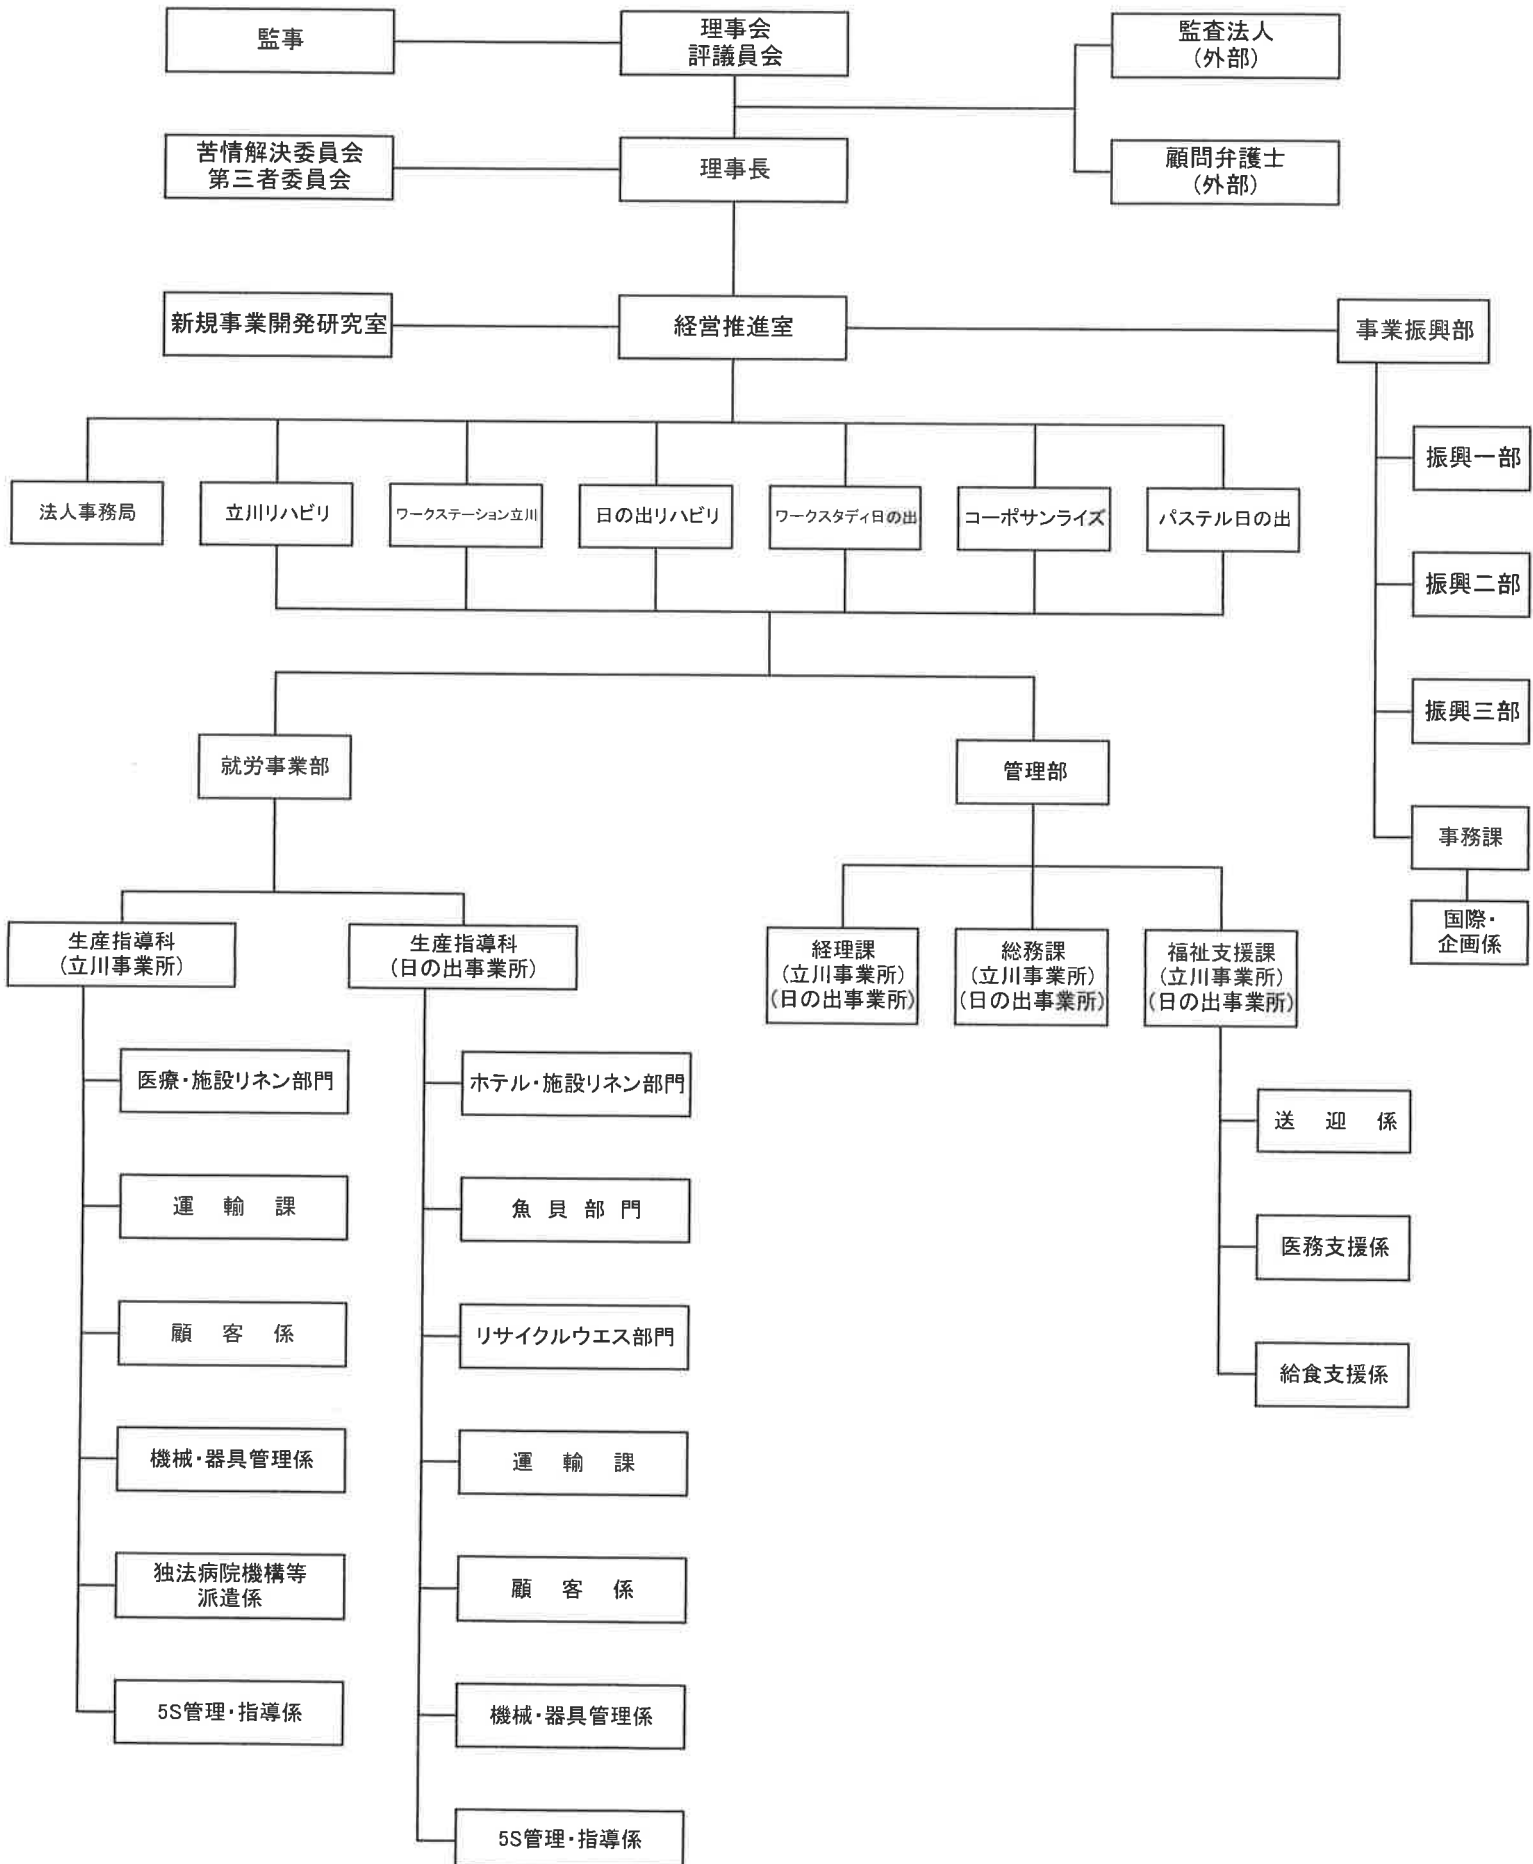 監事
理事会
評議員会
監査法人
(外部)
苦情解決委員会
第三者委員会
理事長
顧問弁護士
(外部)
新規事業開発研究室
経営推進室
事業振興部
振興一部
振興二部
振興三部
事務課
国際・
企画係
法人事務局
立川リハビリ
ワークステーション立川
日の出リハビリ
ワークスタディ日の出
コーポサンライズ
パステル日の出
就労事業部
管理部
生産指導科
(立川事業所)
生産指導科
(日の出事業所)
経理課
(立川事業所)
(日の出事業所)
総務課
(立川事業所)
(日の出事業所)
福祉支援課
(立川事業所)
(日の出事業所)
医療・施設リネン部門
運輸課
顧客係
機械・器具管理係
独法病院機構等
派遣係
5S管理・指導係
ホテル・施設リネン部門
魚貝部門
リサイクルウエス部門
運輸課
顧客係
機械・器具管理係
5S管理・指導係
送迎係
医務支援係
給食支援係